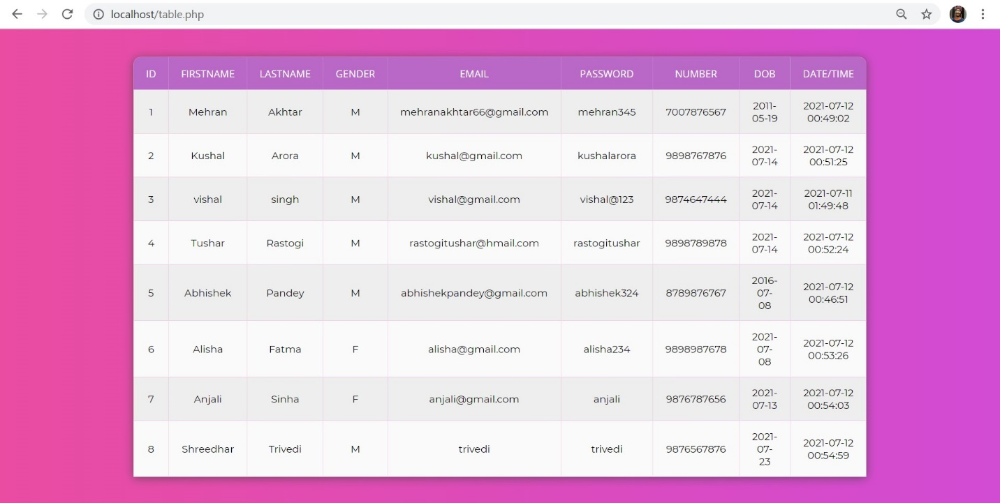 localhost/table.php
ID FIRSTNAME LASTNAME GENDER EMAIL PASSWORD NUMBER DOB DATE/TIME
1 Mehran Akhtar M mehranakhtar66@gmail.com mehran345 7007876567 2011-05-19 2021-07-12 00:49:02
2 Kushal Arora M kushal@gmail.com kushalarora 9898767876 2021-07-14 2021-07-12 00:51:25
3 vishal singh M vishal@gmail.com vishal@123 9874647444 2021-07-14 2021-07-11 01:49:48
4 Tushar Rastogi M rastogitushar@hmail.com rastogitushar 9898789878 2021-07-14 2021-07-12 00:52:24
5 Abhishek Pandey M abhishekpandey@gmail.com abhishek324 8789876767 2016-07-08 2021-07-12 00:46:51
6 Alisha Fatma F alisha@gmail.com alisha234 9898987678 2021-07-08 2021-07-12 00:53:26
7 Anjali Sinha F anjali@gmail.com anjali 9876787656 2021-07-13 2021-07-12 00:54:03
8 Shreedhar Trivedi M trivedi trivedi 9876567876 2021-07-23 2021-07-12 00:54:59